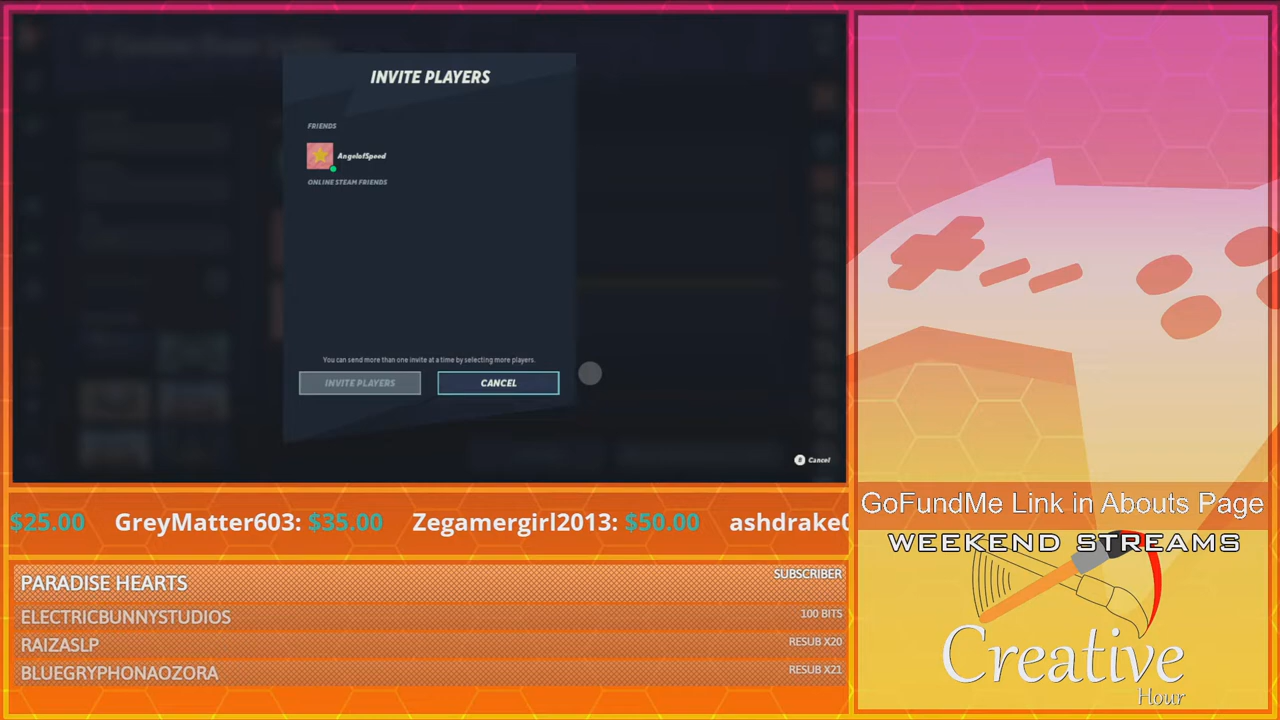 INVITE PLAYERS
FRIENDS
AngelofSpeed
ONLINE STEAM FRIENDS
You can send more than one invite at a time by selecting more players.
INVITE PLAYERS
CANCEL
B Cancel
$25.00 GreyMatter603: $35.00 Zegamergirl2013: $50.00 ashdrake0
PARADISE HEARTS SUBSCRIBER
ELECTRICBUNNYSTUDIOS 100 BITS
RAIZASLP RESUB X20
BLUEGRYPHONAOZORA RESUB X21
GoFundMe Link in Abouts Page
WEEKEND STREAMS
Creative
Hour